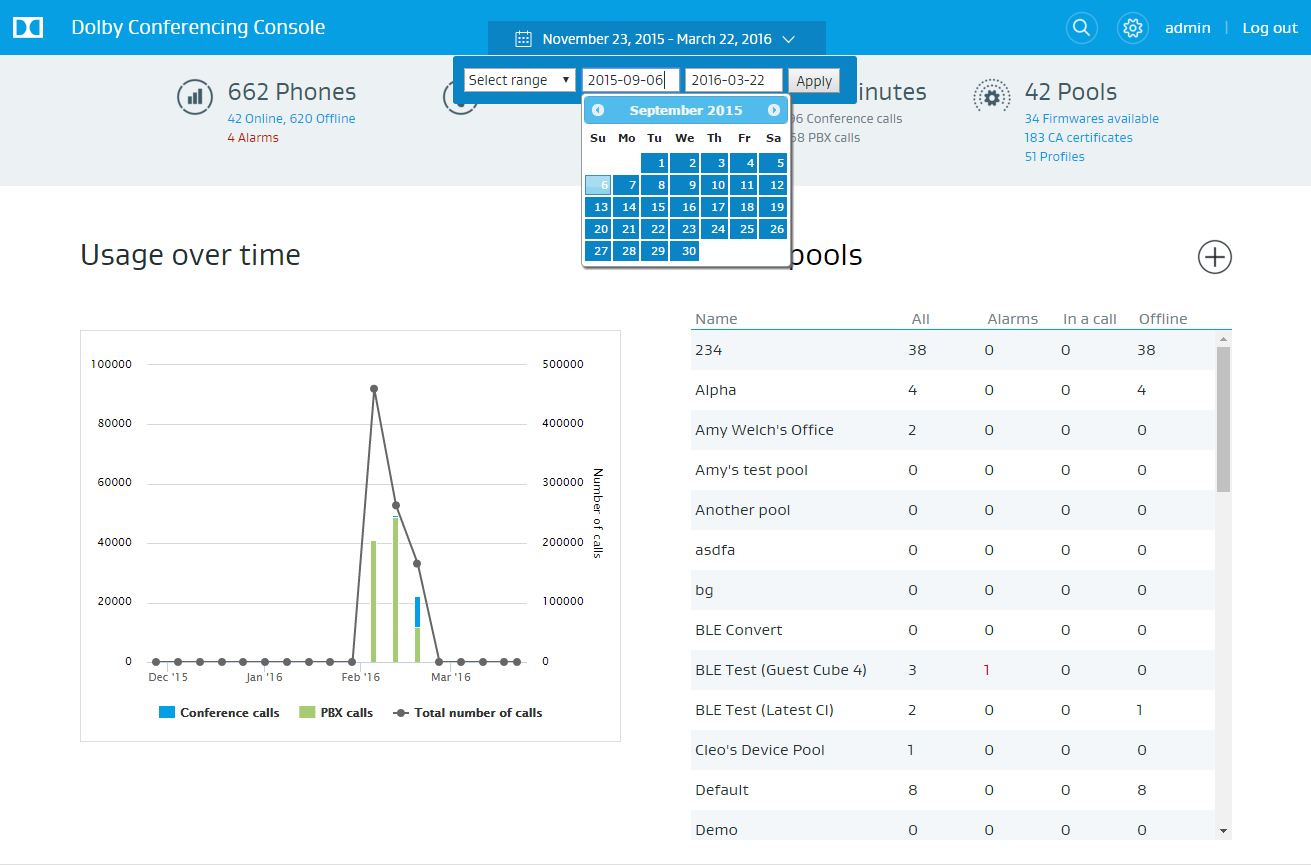 Dolby Conferencing Console
November 23, 2015 - March 22, 2016
admin | Log out
Select range 2015-09-06 2016-03-22 Apply
662 Phones
42 Online, 620 Offline
4 Alarms
inutes
96 Conference calls
58 PBX calls
42 Pools
34 Firmwares available
183 CA certificates
51 Profiles
September 2015
Su Mo Tu We Th Fr Sa
1 2 3 4 5
6 7 8 9 10 11 12
13 14 15 16 17 18 19
20 21 22 23 24 25 26
27 28 29 30
Usage over time
100000 500000
80000 400000
60000 300000
40000 200000
20000 100000
0 0
Number of calls
Dec '15 Jan '16 Feb '16 Mar '16
Conference calls PBX calls Total number of calls
pools
Name All Alarms In a call Offline
234 38 0 0 38
Alpha 4 0 0 4
Amy Welch's Office 2 0 0 0
Amy's test pool 0 0 0 0
Another pool 0 0 0 0
asdfa 0 0 0 0
bg 0 0 0 0
BLE Convert 0 0 0 0
BLE Test (Guest Cube 4) 3 1 0 0
BLE Test (Latest CI) 2 0 0 1
Cleo's Device Pool 1 0 0 0
Default 8 0 0 8
Demo 0 0 0 0